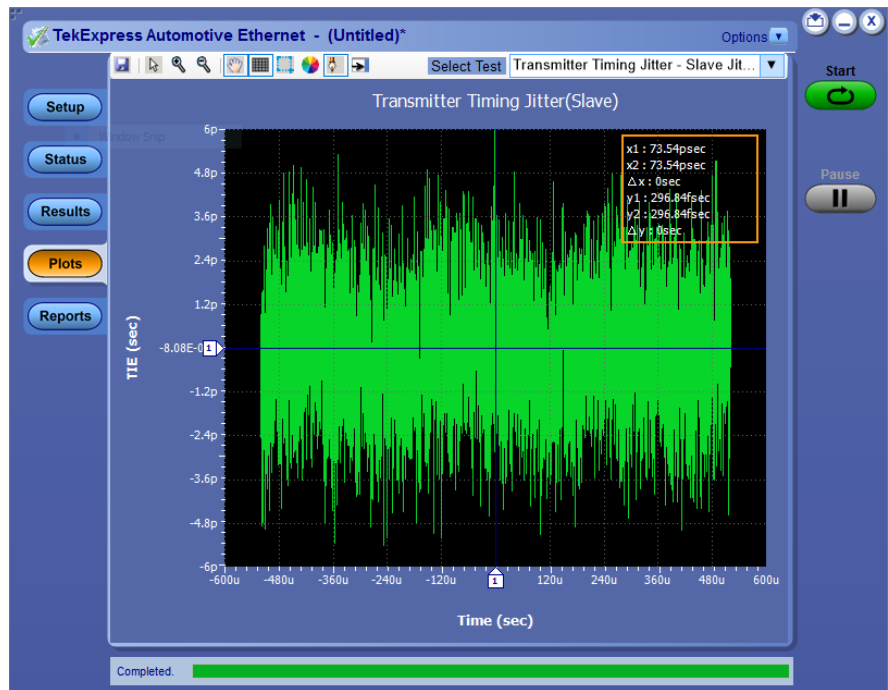 TekExpress Automotive Ethernet - (Untitled)*
Options
Select Test
Transmitter Timing Jitter - Slave Jit...
Start
Pause
Setup
Status
Results
Plots
Reports
Window Snip
Transmitter Timing Jitter(Slave)
x1 : 73.54psec
x2 : 73.54psec
Δx : 0sec
y1 : 296.84fsec
y2 : 296.84fsec
Δy : 0sec
TIE (sec)
6p
4.8p
3.6p
2.4p
1.2p
-8.08E-0
1
-1.2p
-2.4p
-3.6p
-4.8p
-6p
-600u -480u -360u -240u -120u 1 120u 240u 360u 480u 600u
Time (sec)
Completed.